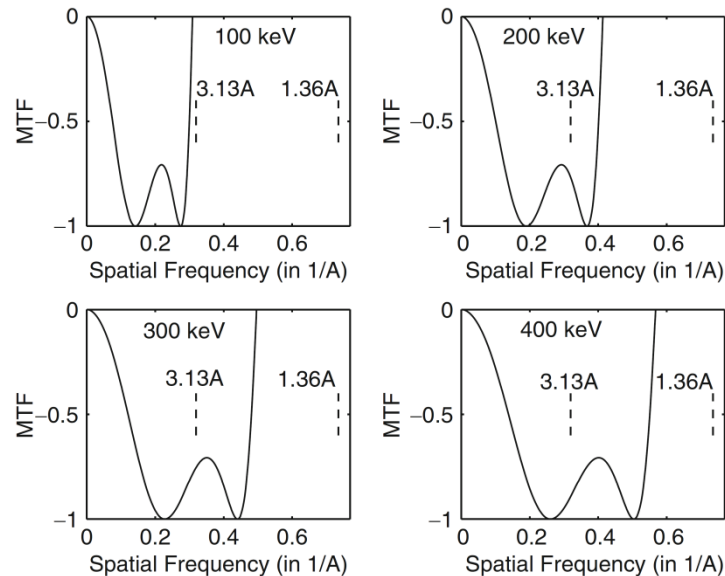 0
100 keV
3.13A 1.36A
MTF
−0.5
−1
0 0.2 0.4 0.6
Spatial Frequency (in 1/A)
0
200 keV
3.13A 1.36A
MTF
−0.5
−1
0 0.2 0.4 0.6
Spatial Frequency (in 1/A)
0
300 keV
3.13A 1.36A
MTF
−0.5
−1
0 0.2 0.4 0.6
Spatial Frequency (in 1/A)
0
400 keV
3.13A 1.36A
MTF
−0.5
−1
0 0.2 0.4 0.6
Spatial Frequency (in 1/A)